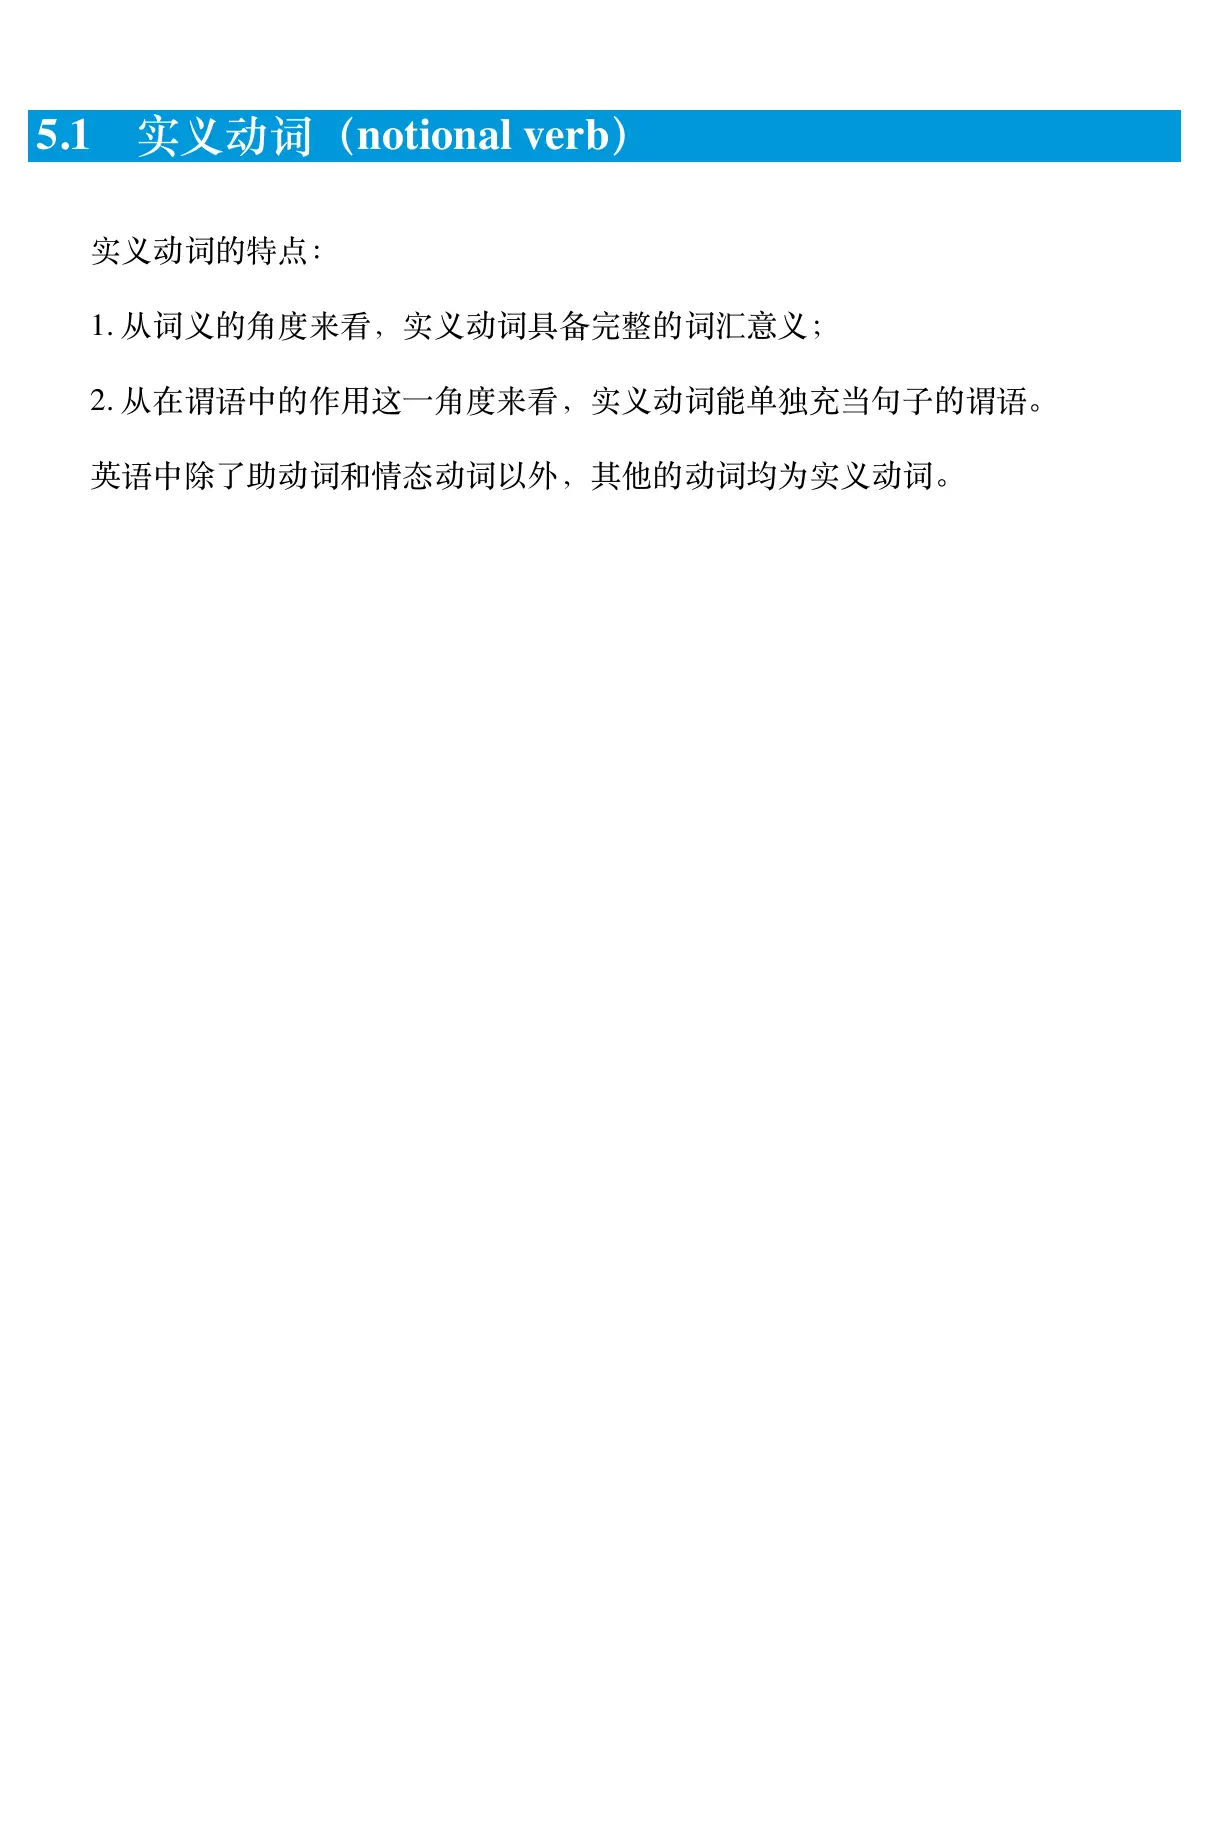 5.1 实义动词（notional verb）
实义动词的特点：
1. 从词义的角度来看，实义动词具备完整的词汇意义；
2. 从在谓语中的作用这一角度来看，实义动词能单独充当句子的谓语。
英语中除了助动词和情态动词以外，其他的动词均为实义动词。